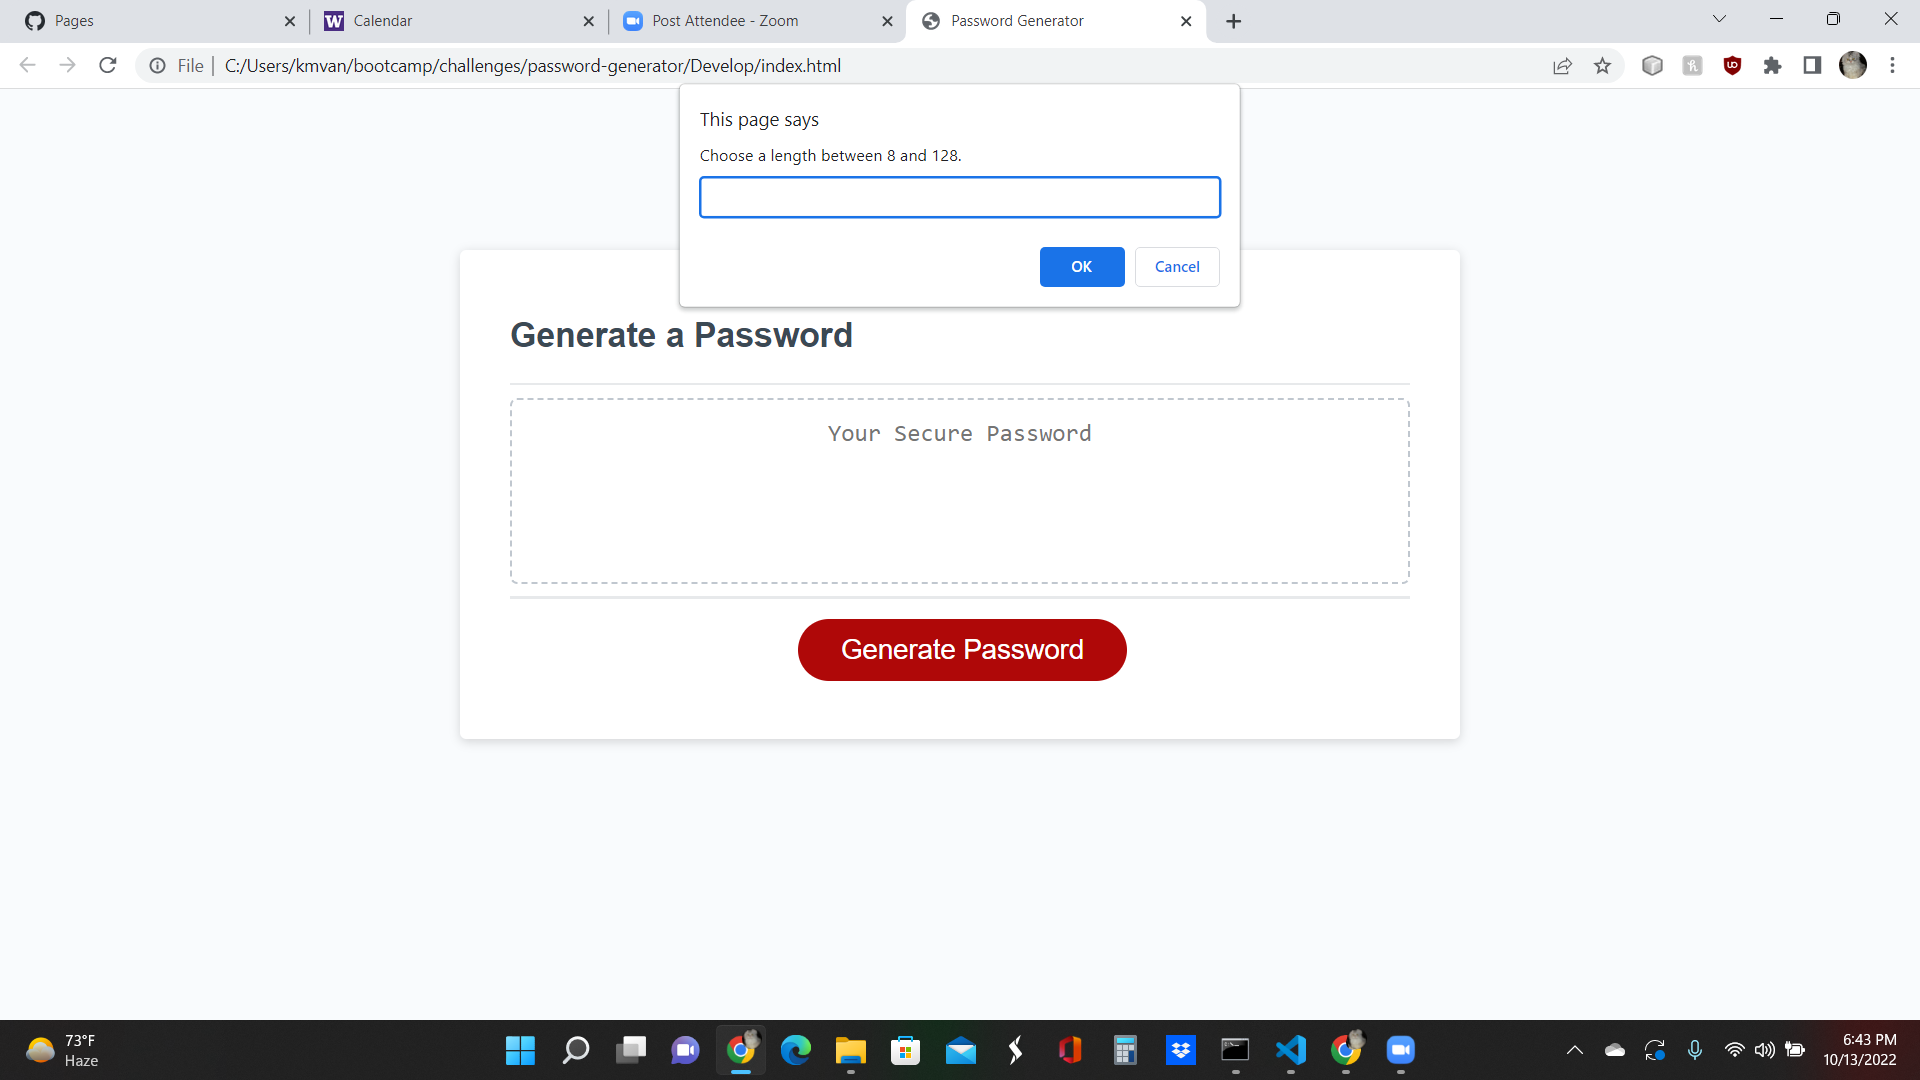 Pages
Calendar
Post Attendee - Zoom
Password Generator
File
C:/Users/kmvan/bootcamp/challenges/password-generator/Develop/index.html
This page says
Choose a length between 8 and 128.
OK
Cancel
Generate a Password
Your Secure Password
Generate Password
73°F
Haze
6:43 PM
10/13/2022